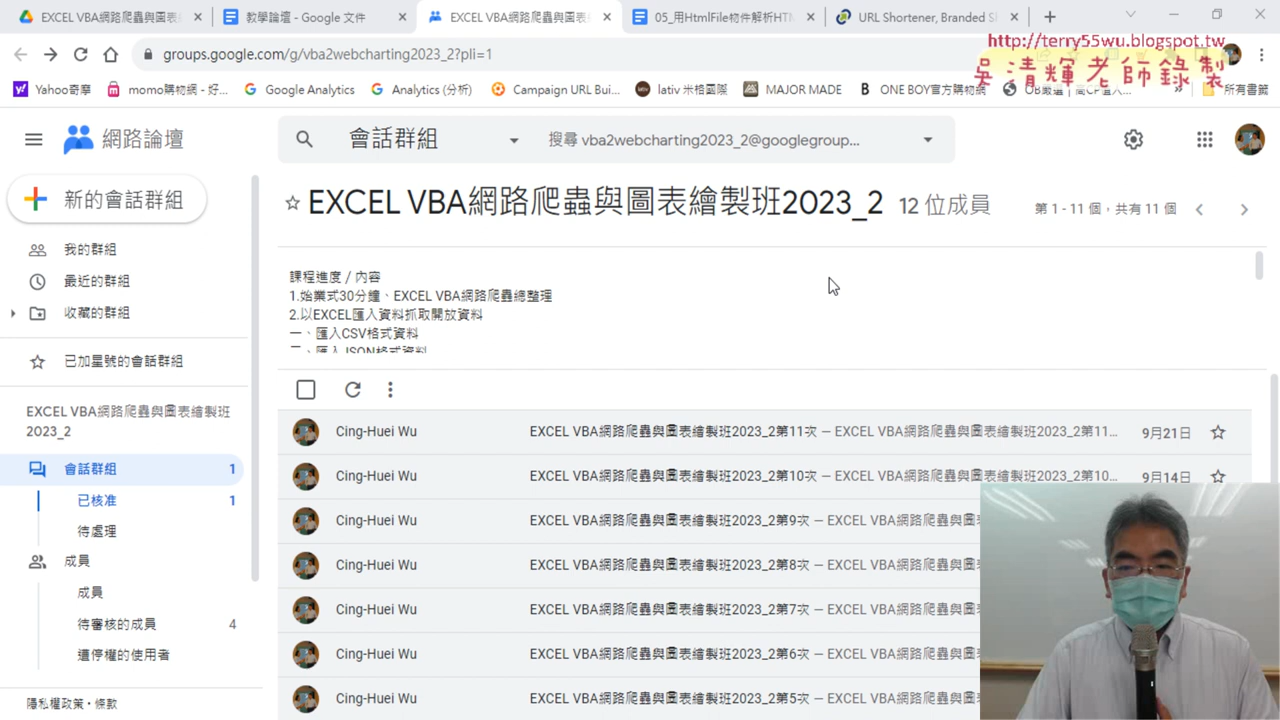 EXCEL VBA網路爬蟲與圖表
教學論壇 - Google 文件
EXCEL VBA網路爬蟲與圖表
05_用HtmlFile物件解析HT
URL Shortener, Branded S
groups.google.com/g/vba2webcharting2023_2?pli=1
http://terry55wu.blogspot.tw
吳清輝老師錄製
Yahoo奇摩
momo購物網 - 好...
Google Analytics
Analytics (分析)
Campaign URL Bui...
lativ 米格國際
MAJOR MADE
ONE BOY官方購物網
所有書籤
網路論壇
會話群組
搜尋 vba2webcharting2023_2@googlegroup...
新的會話群組
EXCEL VBA網路爬蟲與圖表繪製班2023_2
12 位成員
第 1 - 11 個，共有 11 個
我的群組
最近的群組
收藏的群組
已加星號的會話群組
課程進度 / 內容
1.始業式30分鐘、EXCEL VBA網路爬蟲總整理
2.以EXCEL匯入資料抓取開放資料
一、匯入CSV格式資料
二、匯入JSON格式資料
EXCEL VBA網路爬蟲與圖表繪製班
2023_2
會話群組 1
已核准 1
待處理
成員
成員
待審核的成員 4
遭停權的使用者
隱私權政策 • 條款
Cing-Huei Wu EXCEL VBA網路爬蟲與圖表繪製班2023_2第11次 — EXCEL VBA網路爬蟲與圖表繪製班2023_2第11... 9月21日
Cing-Huei Wu EXCEL VBA網路爬蟲與圖表繪製班2023_2第10次 — EXCEL VBA網路爬蟲與圖表繪製班2023_2第10... 9月14日
Cing-Huei Wu EXCEL VBA網路爬蟲與圖表繪製班2023_2第9次 — EXCEL VBA網路爬蟲與圖表繪
Cing-Huei Wu EXCEL VBA網路爬蟲與圖表繪製班2023_2第8次 — EXCEL VBA網路爬蟲與圖表繪
Cing-Huei Wu EXCEL VBA網路爬蟲與圖表繪製班2023_2第7次 — EXCEL VBA網路爬蟲與圖表繪
Cing-Huei Wu EXCEL VBA網路爬蟲與圖表繪製班2023_2第6次 — EXCEL VBA網路爬蟲與圖表繪
Cing-Huei Wu EXCEL VBA網路爬蟲與圖表繪製班2023_2第5次 — EXCEL VBA網路爬蟲與圖表繪